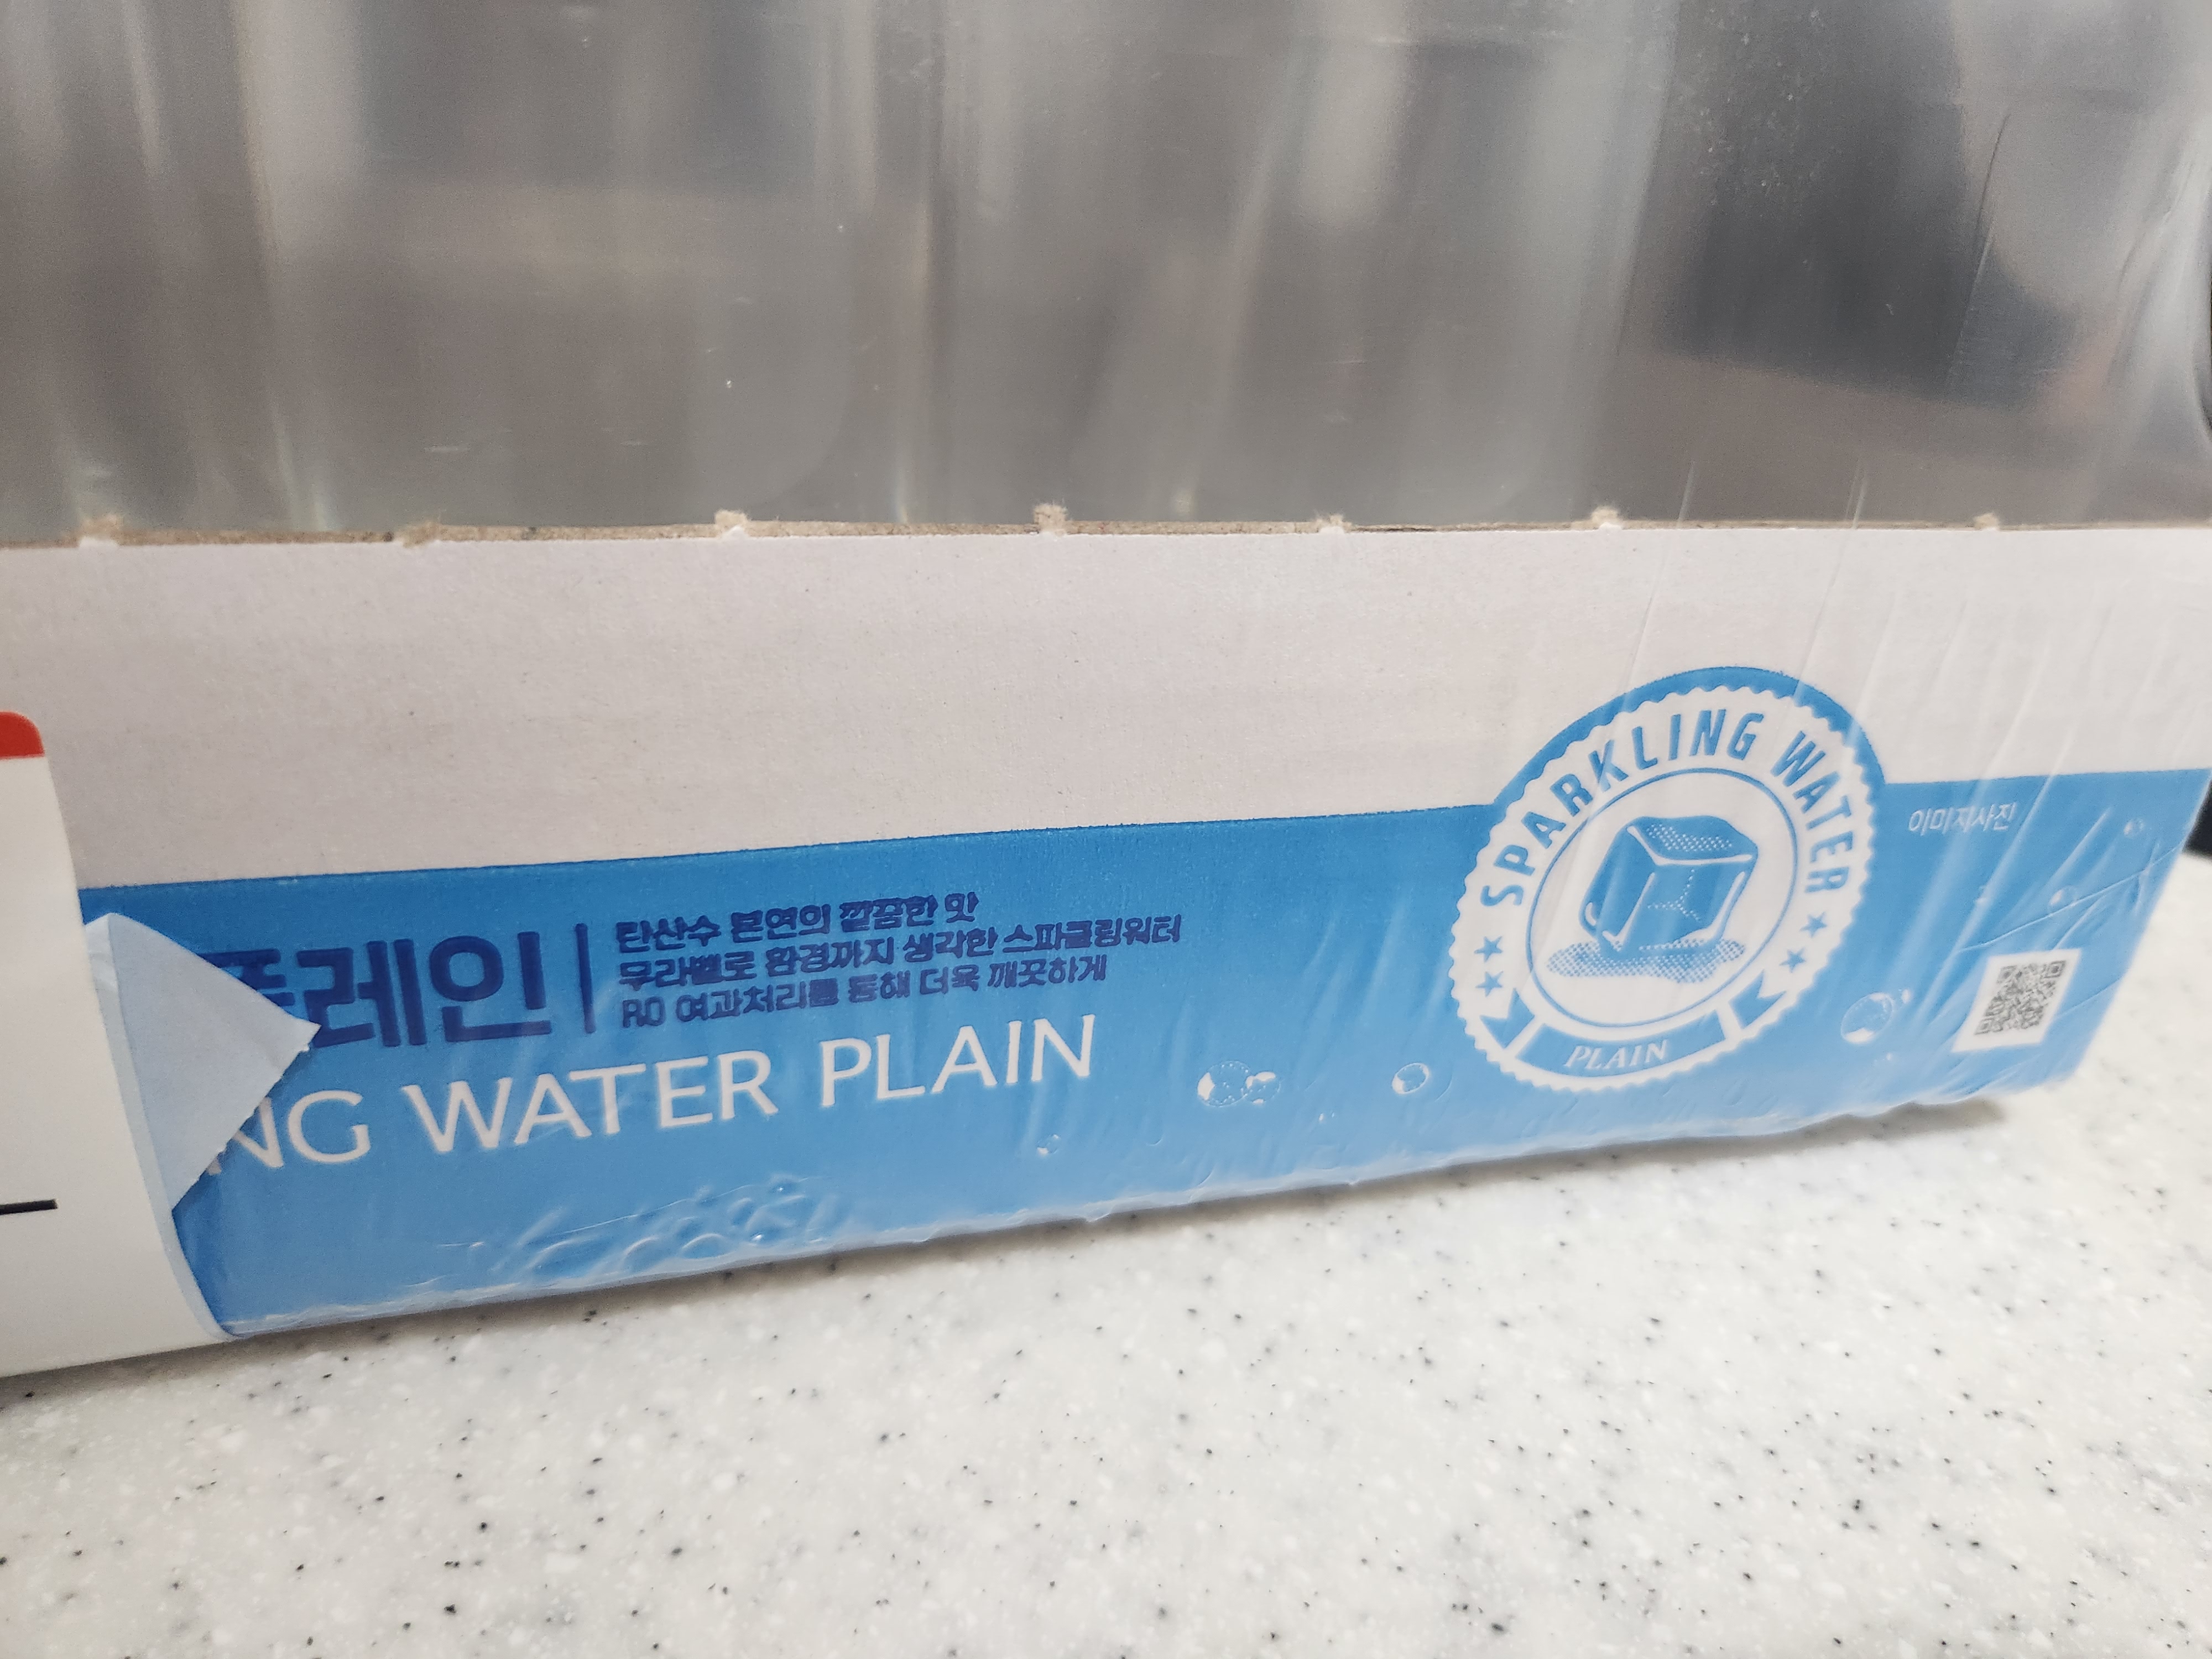 플레인
탄산수 본연의 깔끔한 맛
무라벨로 환경까지 생각한 스파클링워터
RO 여과처리를 통해 더욱 깨끗하게
NG WATER PLAIN
SPARKLING WATER
PLAIN
이미지사진